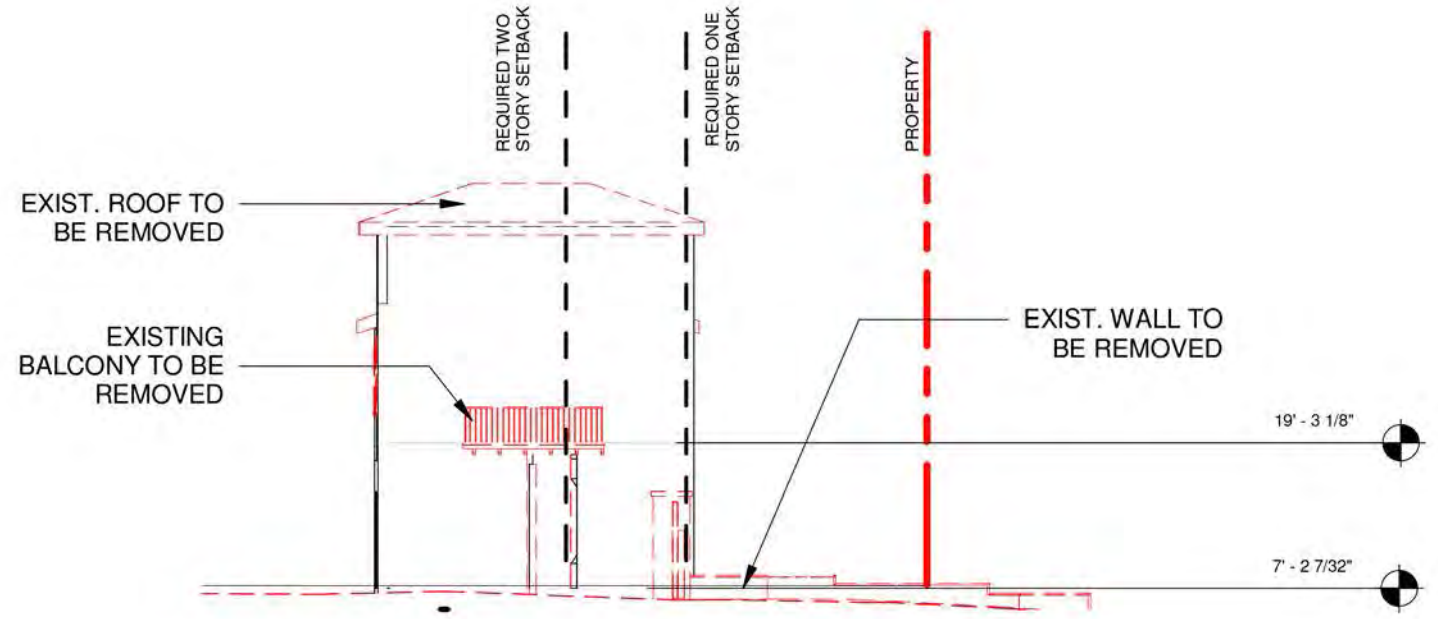 REQUIRED TWO
STORY SETBACK
REQUIRED ONE
STORY SETBACK
PROPERTY
EXIST. ROOF TO
BE REMOVED
EXISTING
BALCONY TO BE
REMOVED
EXIST. WALL TO
BE REMOVED
19' - 3 1/8"
7' - 2 7/32"